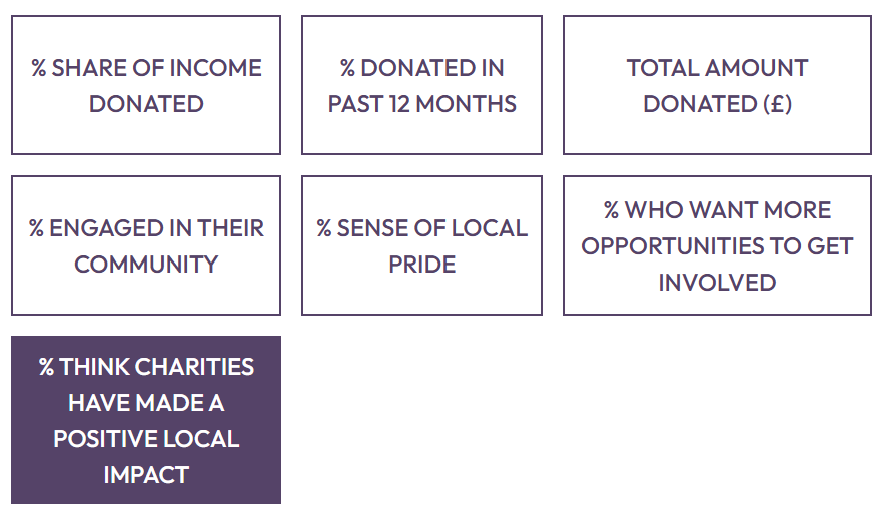 % SHARE OF INCOME
DONATED
% DONATED IN
PAST 12 MONTHS
TOTAL AMOUNT
DONATED (£)
% ENGAGED IN THEIR
COMMUNITY
% SENSE OF LOCAL
PRIDE
% WHO WANT MORE
OPPORTUNITIES TO GET
INVOLVED
% THINK CHARITIES
HAVE MADE A
POSITIVE LOCAL
IMPACT